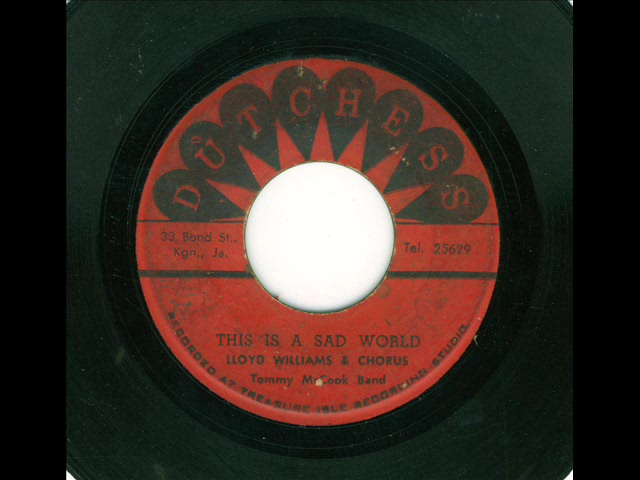 DUTCHESS
33 Bond St.,
Kgn., Ja.
Tel. 25629
THIS IS A SAD WORLD
LLOYD WILLIAMS & CHORUS
Tommy McCook Band
RECORDED AT TREASURE ISLE RECORDING STUDIO